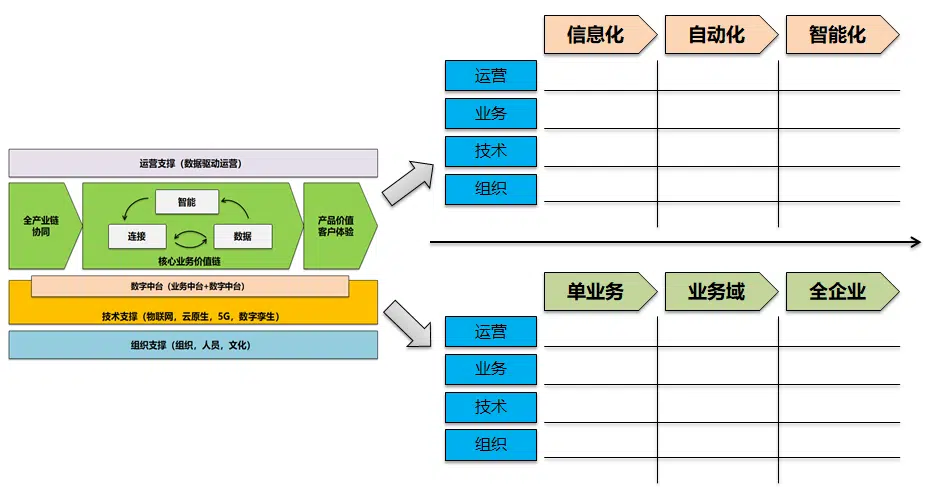 运营支撑（数据驱动运营）
全产业链
协同
智能
连接
数据
核心业务价值链
产品价值
客户体验
数字中台（业务中台+数字中台）
技术支撑（物联网，云原生，5G，数字孪生）
组织支撑（组织，人员，文化）
信息化
自动化
智能化
运营
业务
技术
组织
单业务
业务域
全企业
运营
业务
技术
组织